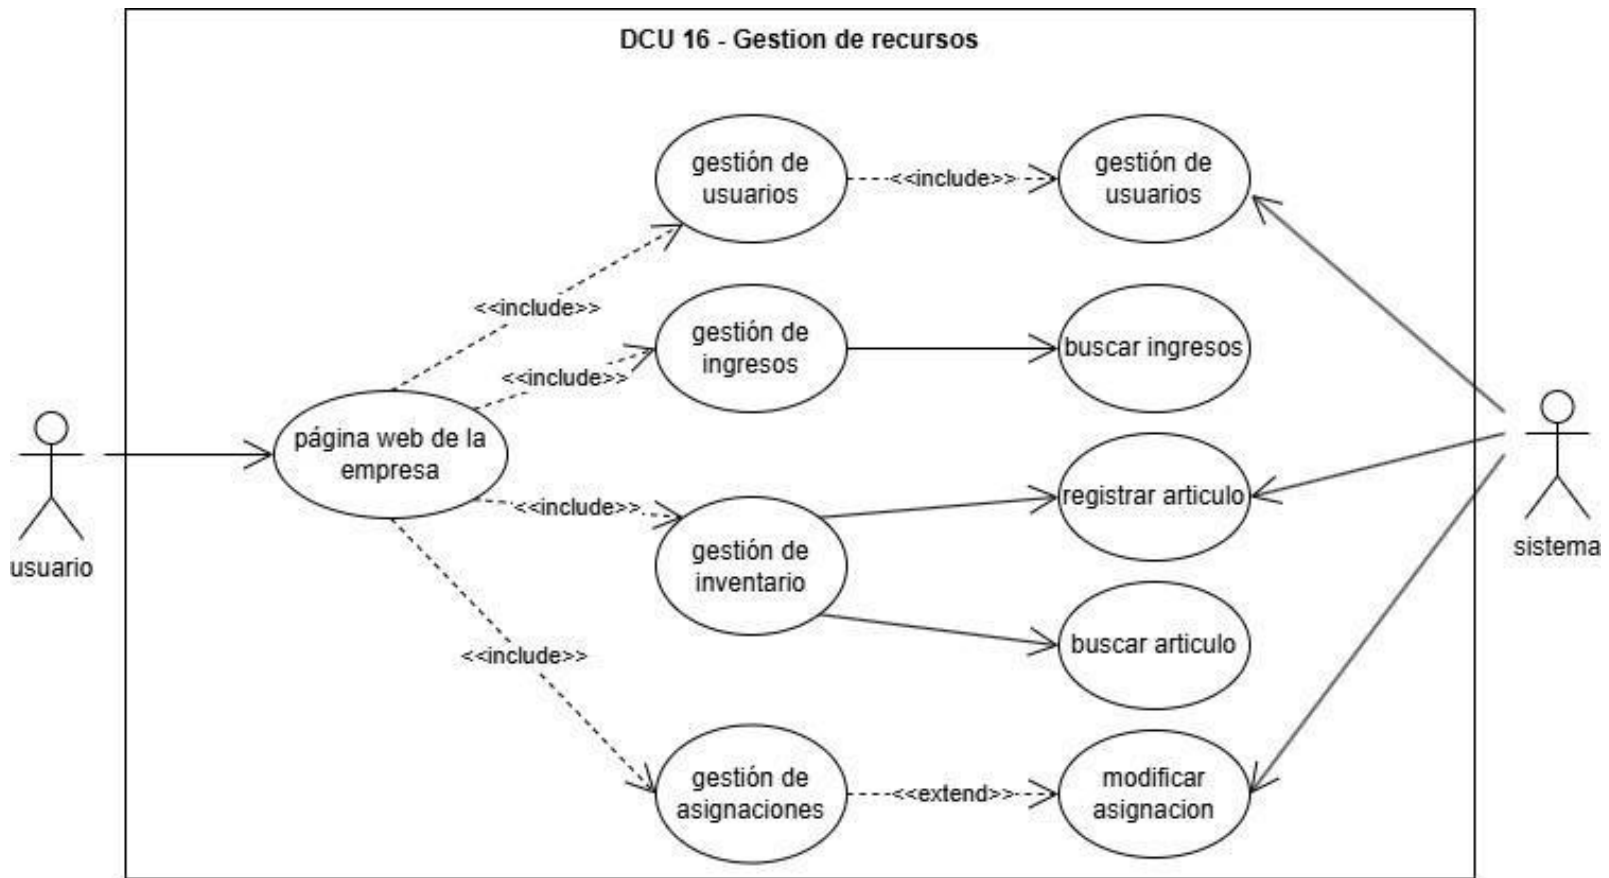 DCU 16 - Gestion de recursos
gestión de
usuarios
<<include>>
gestión de
usuarios
<<include>>
gestión de
ingresos
buscar ingresos
<<include>>
página web de la
empresa
usuario
<<include>>
gestión de
inventario
registrar articulo
buscar articulo
sistema
<<include>>
gestión de
asignaciones
<<extend>>
modificar
asignacion